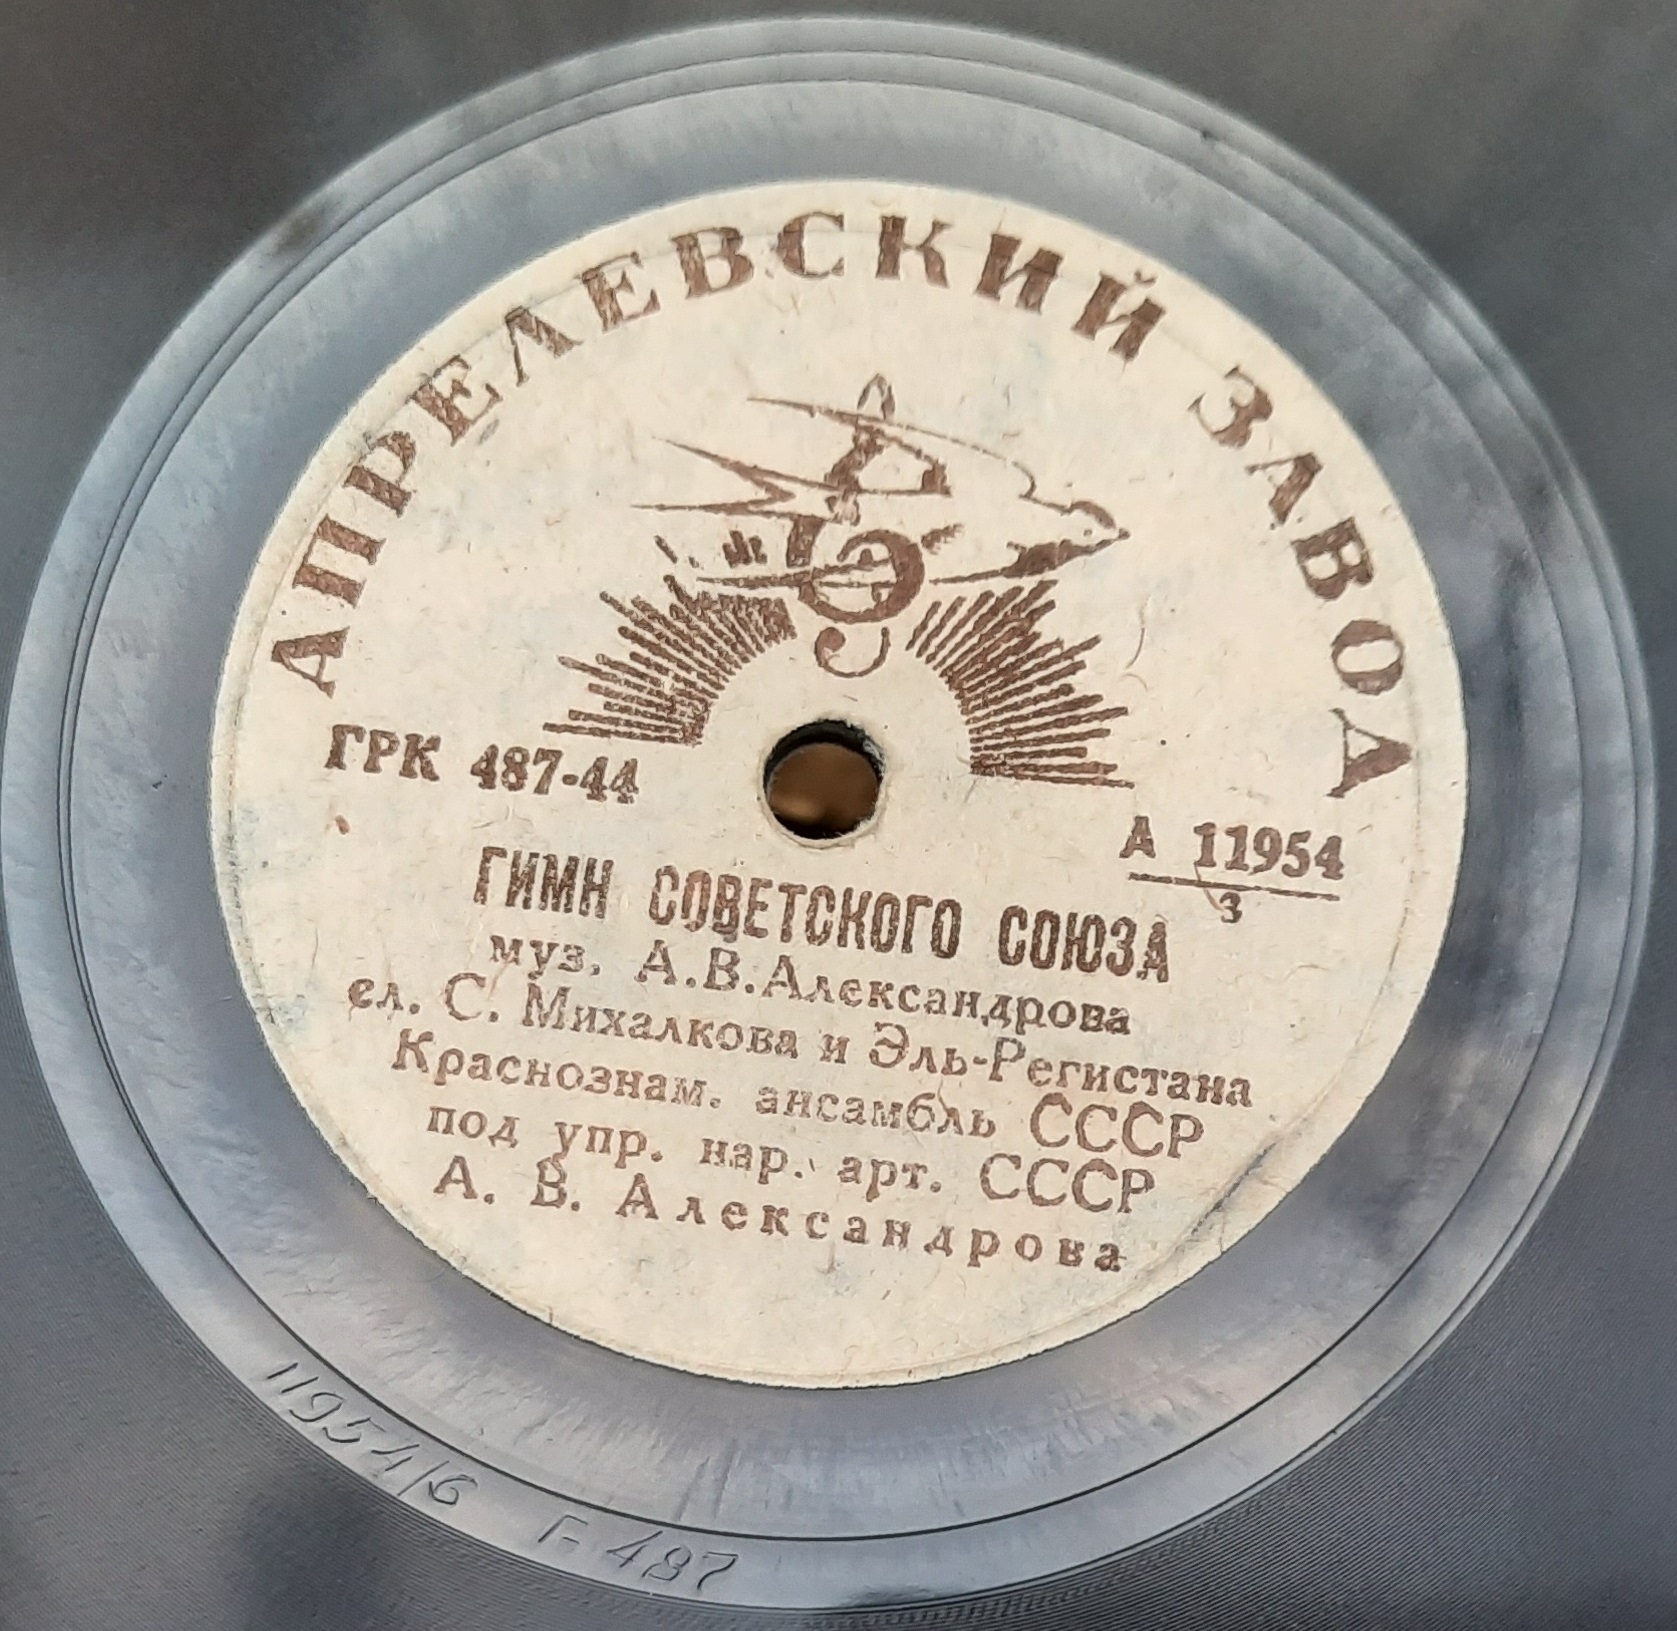 АПРЕЛЕВСКИЙ ЗАВОД
ГРК 487-44
А 11954
3
ГИМН СОВЕТСКОГО СОЮЗА
муз. А.В.Александрова
сл. С. Михалкова и Эль-Регистана
Краснознам. ансамбль СССР
под упр. нар. арт. СССР
А. В. Александрова
11954/6 Г-487